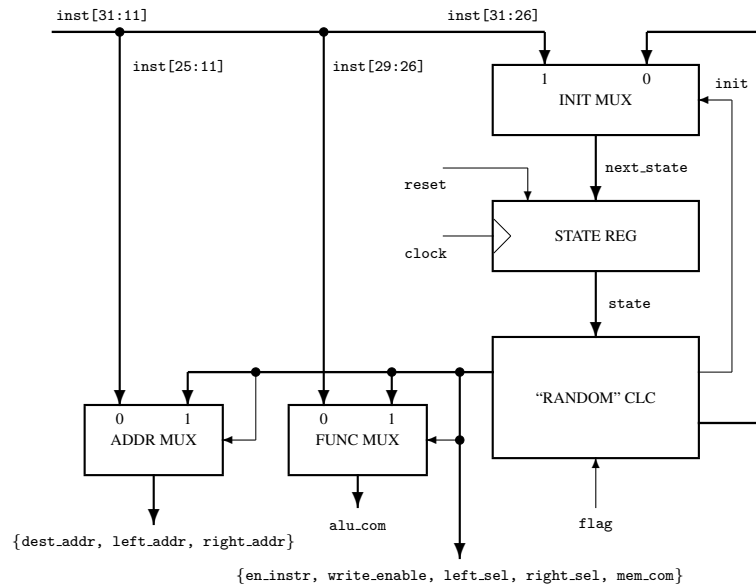 inst[31:11]
inst[31:26]
inst[25:11]
inst[29:26]
1
0
init
INIT MUX
next_state
reset
STATE REG
clock
state
"RANDOM" CLC
0
1
ADDR MUX
0
1
FUNC MUX
flag
alu_com
{dest_addr, left_addr, right_addr}
{en_instr, write_enable, left_sel, right_sel, mem_com}